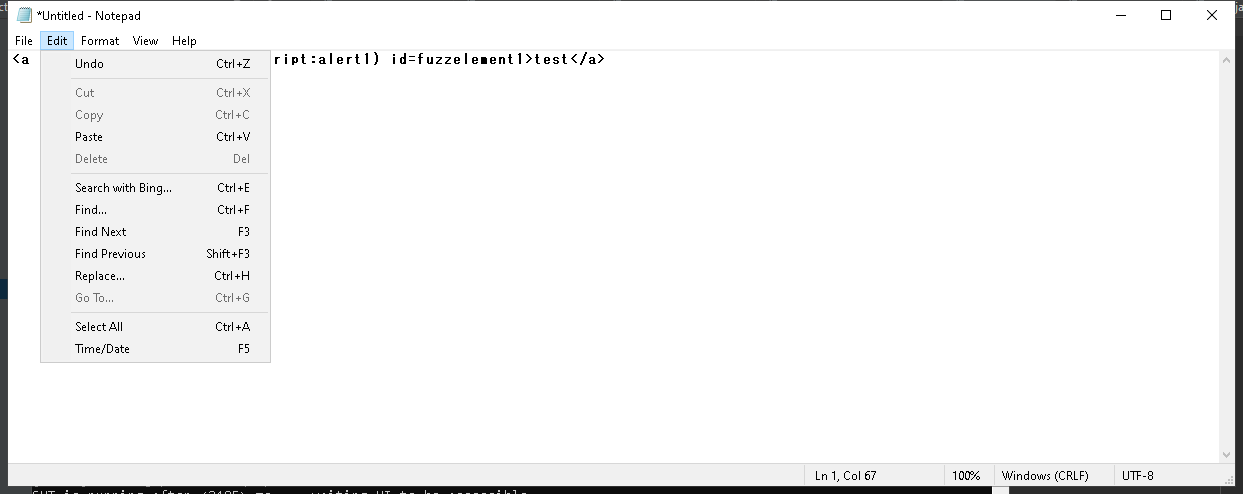 *Untitled - Notepad
File Edit Format View Help
<a ript:alert1) id=fuzzelement1>test</a>
Undo Ctrl+Z
Cut Ctrl+X
Copy Ctrl+C
Paste Ctrl+V
Delete Del
Search with Bing... Ctrl+E
Find... Ctrl+F
Find Next F3
Find Previous Shift+F3
Replace... Ctrl+H
Go To... Ctrl+G
Select All Ctrl+A
Time/Date F5
Ln 1, Col 67 100% Windows (CRLF) UTF-8